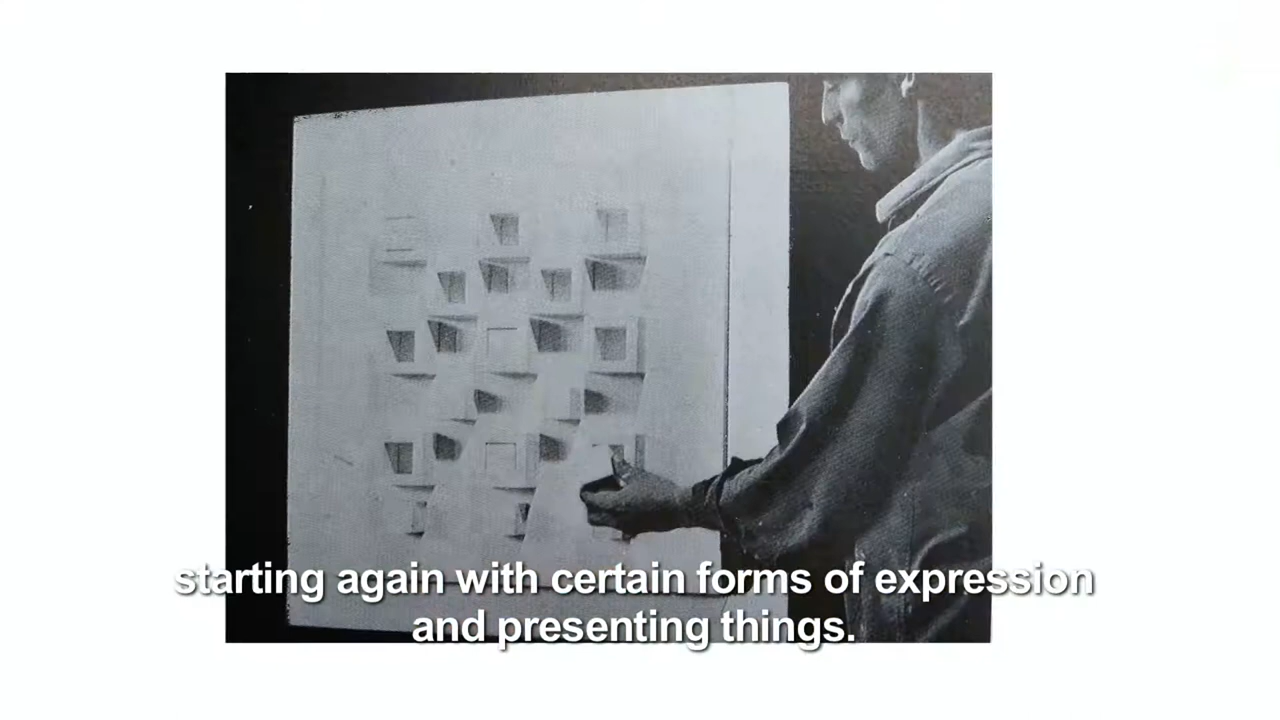 starting again with certain forms of expression
and presenting things.